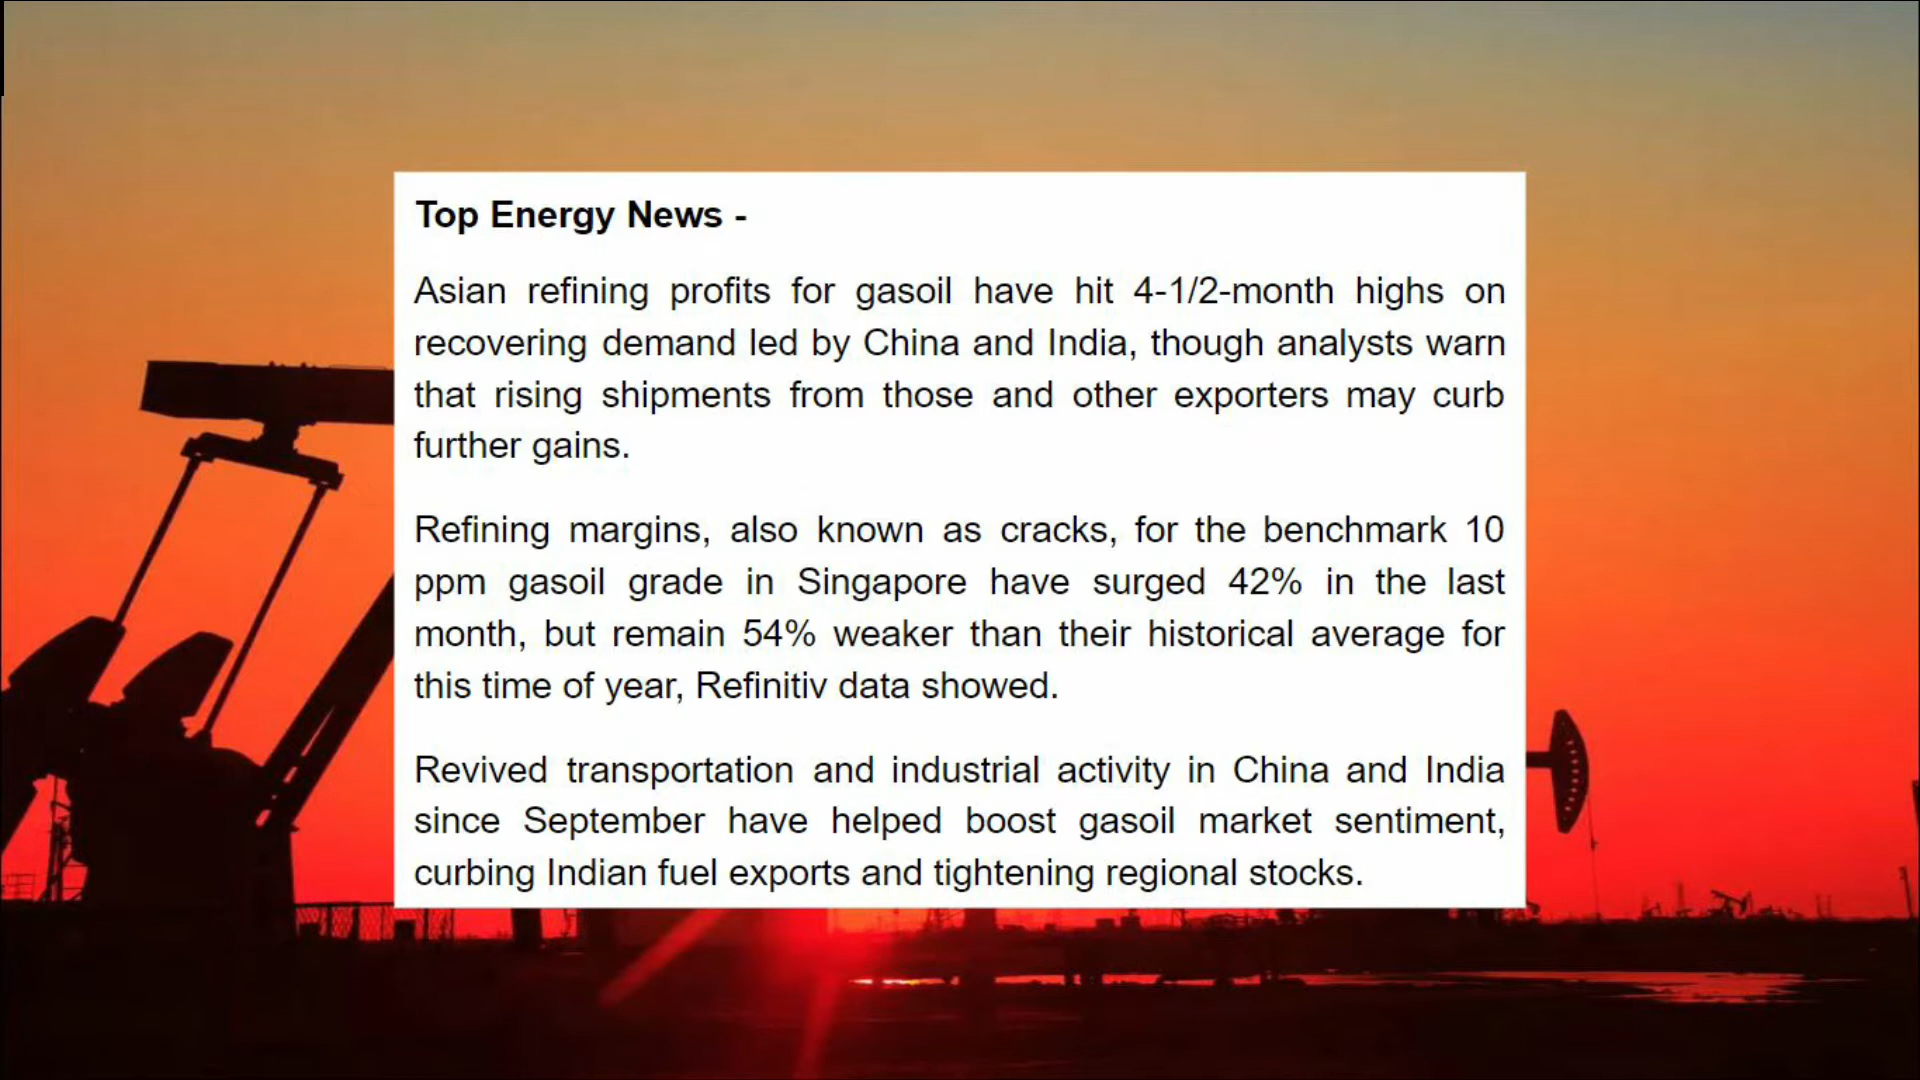 Top Energy News -
Asian refining profits for gasoil have hit 4-1/2-month highs on
recovering demand led by China and India, though analysts warn
that rising shipments from those and other exporters may curb
further gains.
Refining margins, also known as cracks, for the benchmark 10
ppm gasoil grade in Singapore have surged 42% in the last
month, but remain 54% weaker than their historical average for
this time of year, Refinitiv data showed.
Revived transportation and industrial activity in China and India
since September have helped boost gasoil market sentiment,
curbing Indian fuel exports and tightening regional stocks.